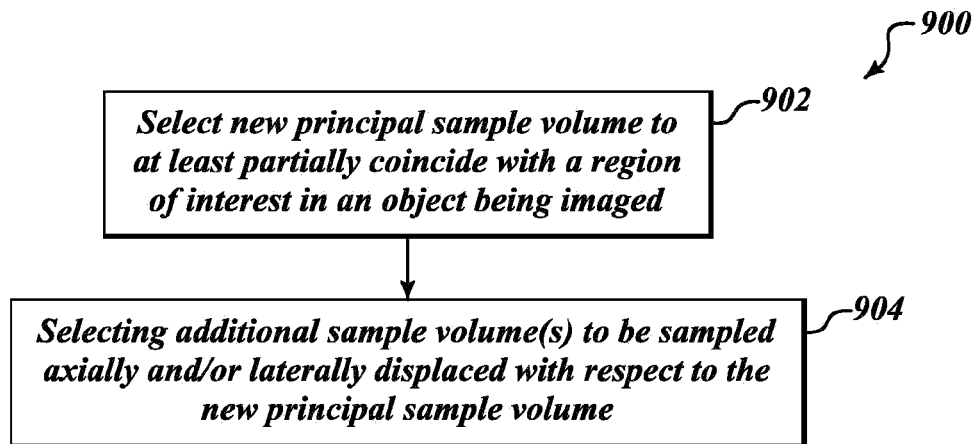 900
902
Select new principal sample volume to
at least partially coincide with a region
of interest in an object being imaged
904
Selecting additional sample volume(s) to be sampled
axially and/or laterally displaced with respect to the
new principal sample volume